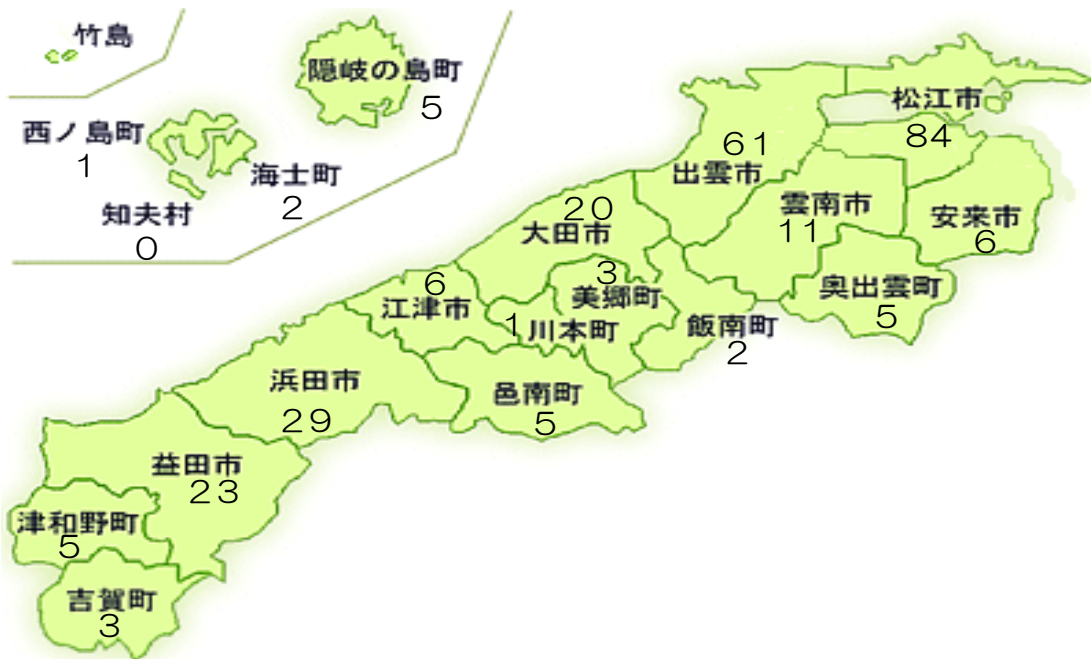 竹島
隠岐の島町
5
西ノ島町
1
海士町
2
知夫村
0
松江市
84
61
出雲市
雲南市
11
安来市
6
20
大田市
奥出雲町
5
3
美郷町
6
江津市
1
川本町
飯南町
2
浜田市
29
邑南町
5
益田市
23
津和野町
5
吉賀町
3